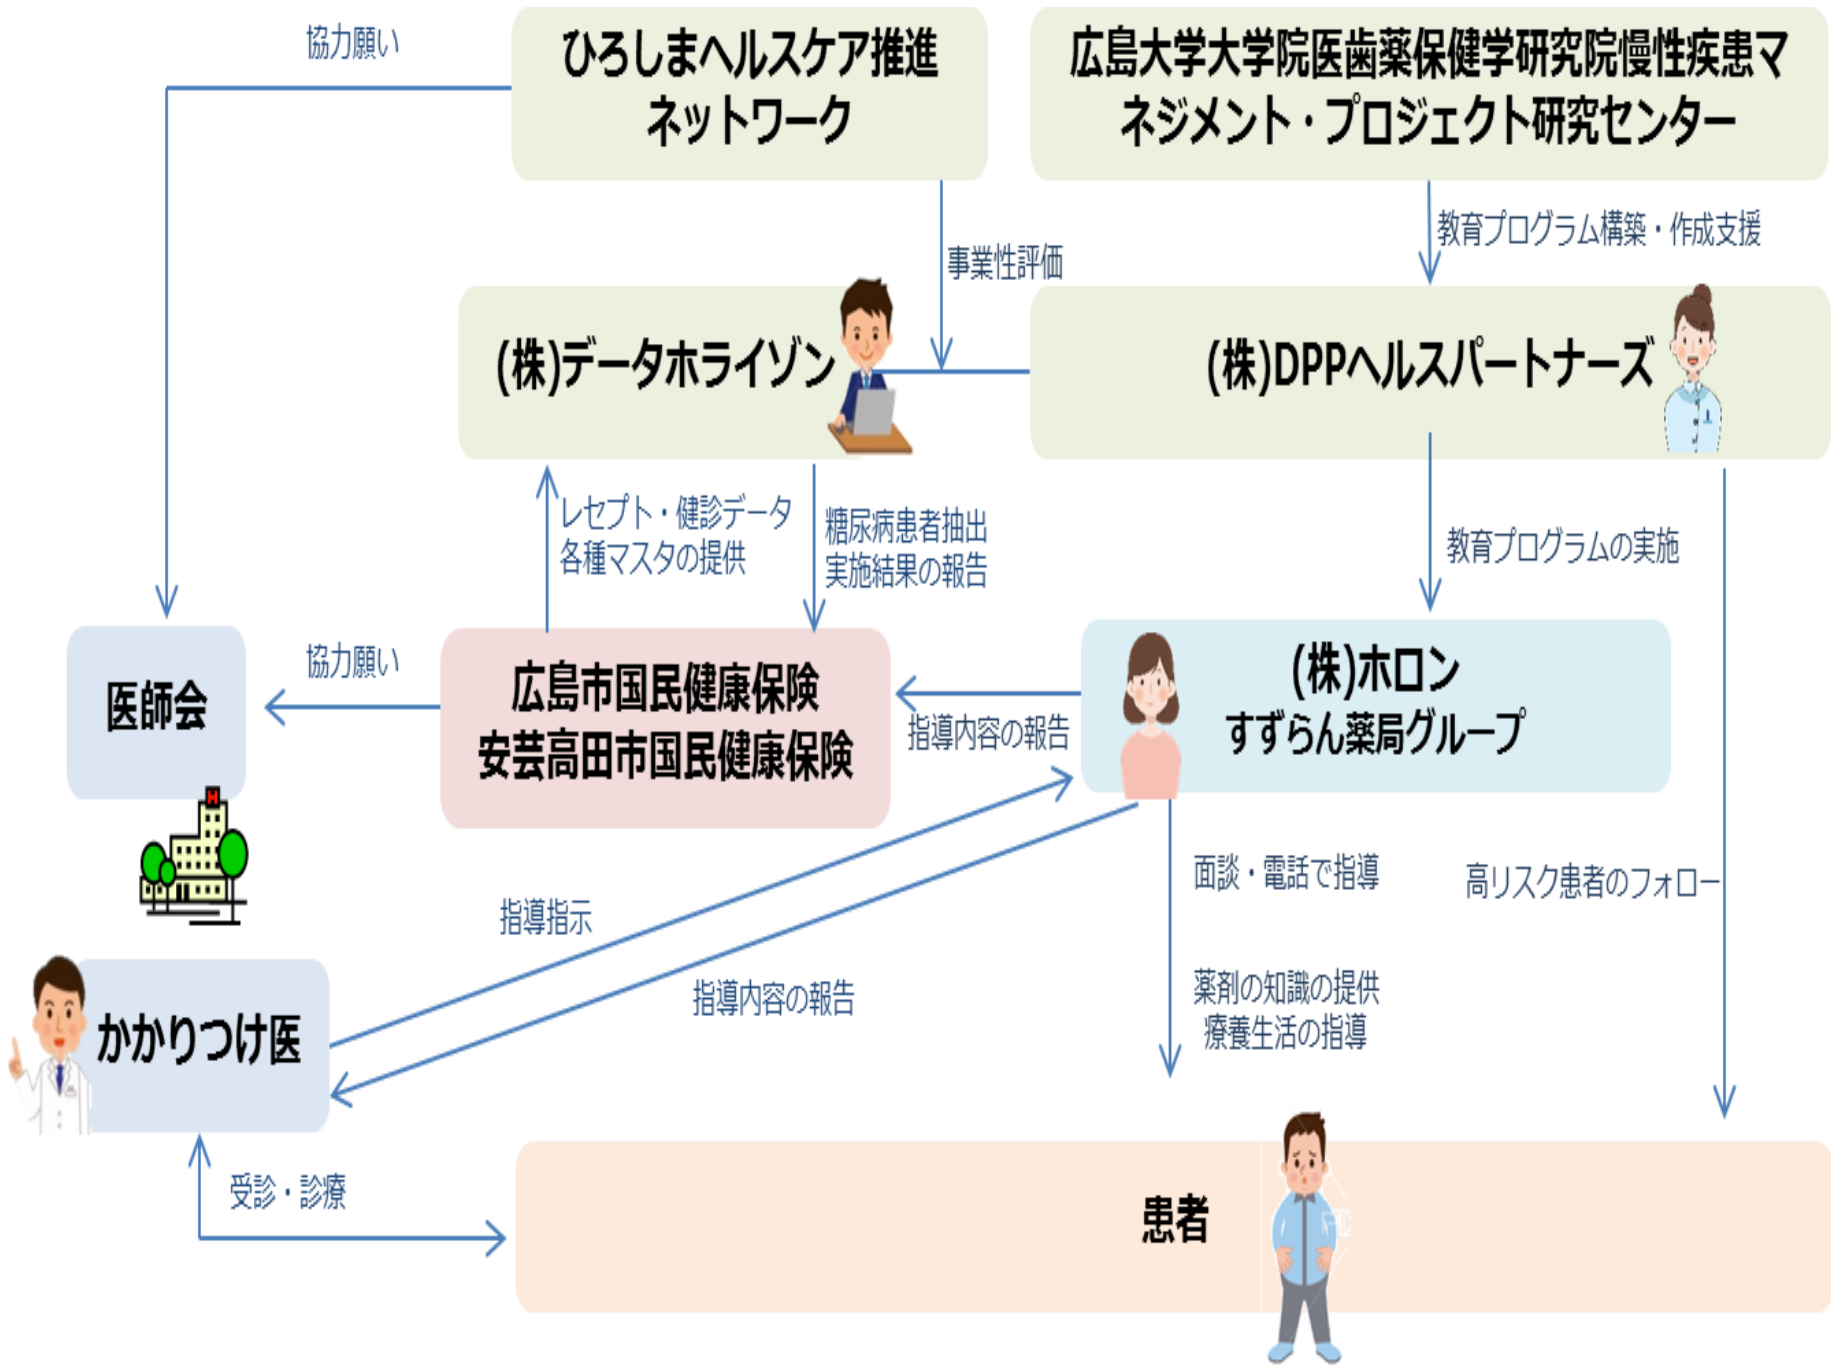 協力願い
ひろしまヘルスケア推進
ネットワーク
広島大学大学院医歯薬保健学研究院慢性疾患マ
ネジメント・プロジェクト研究センター
教育プログラム構築・作成支援
事業性評価
(株)データホライゾン
(株)DPPヘルスパートナーズ
レセプト・健診データ
各種マスタの提供
糖尿病患者抽出
実施結果の報告
教育プログラムの実施
医師会
協力願い
広島市国民健康保険
安芸高田市国民健康保険
指導内容の報告
(株)ホロン
すずらん薬局グループ
H
面談・電話で指導
高リスク患者のフォロー
指導指示
指導内容の報告
薬剤の知識の提供
療養生活の指導
かかりつけ医
受診・診療
患者